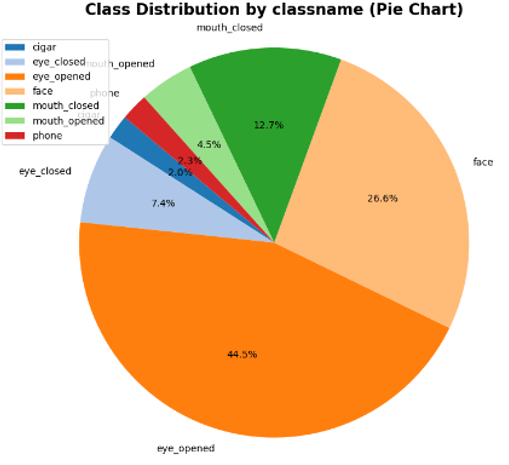 Class Distribution by classname (Pie Chart)
cigar
eye_closed
eye_opened
face
mouth_closed
mouth_opened
phone
mouth_closed
mouth_opened
phone
cigar
eye_closed
eye_opened
face
12.7%
4.5%
2.3%
2.0%
7.4%
26.6%
44.5%